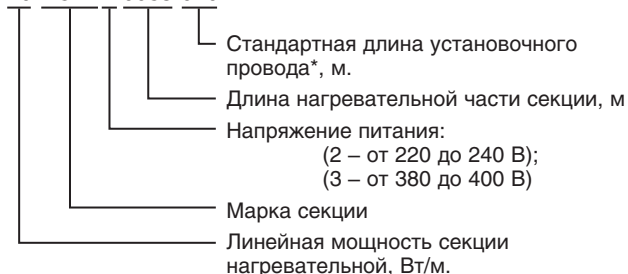 Стандартная длина установочного
провода*, м.
Длина нагревательной части секции, м
Напряжение питания:
(2 – от 220 до 240 В);
(3 – от 380 до 400 В)
Марка секции
Линейная мощность секции
нагревательной, Вт/м.